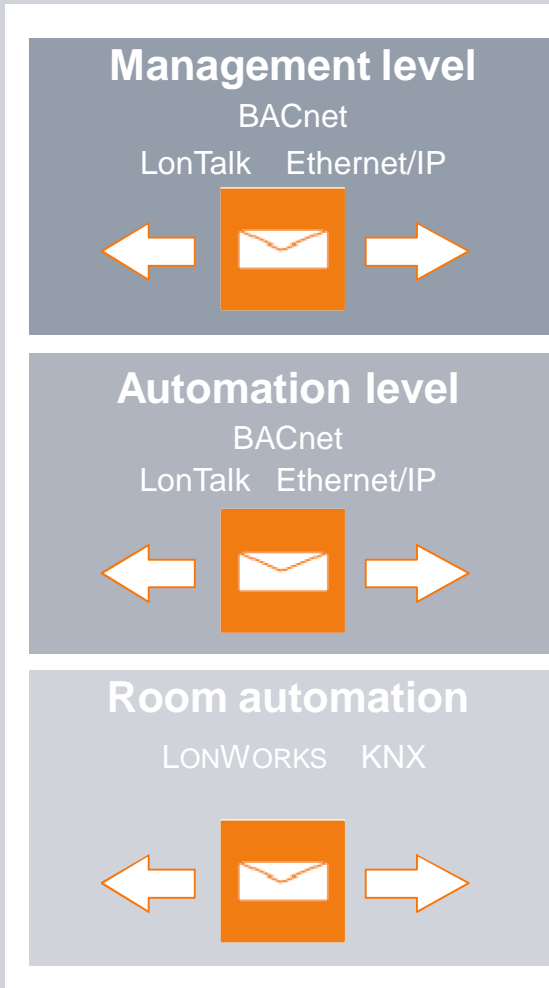 Management level
BACnet
LonTalk Ethernet/IP
Automation level
BACnet
LonTalk Ethernet/IP
Room automation
LONWORKS KNX